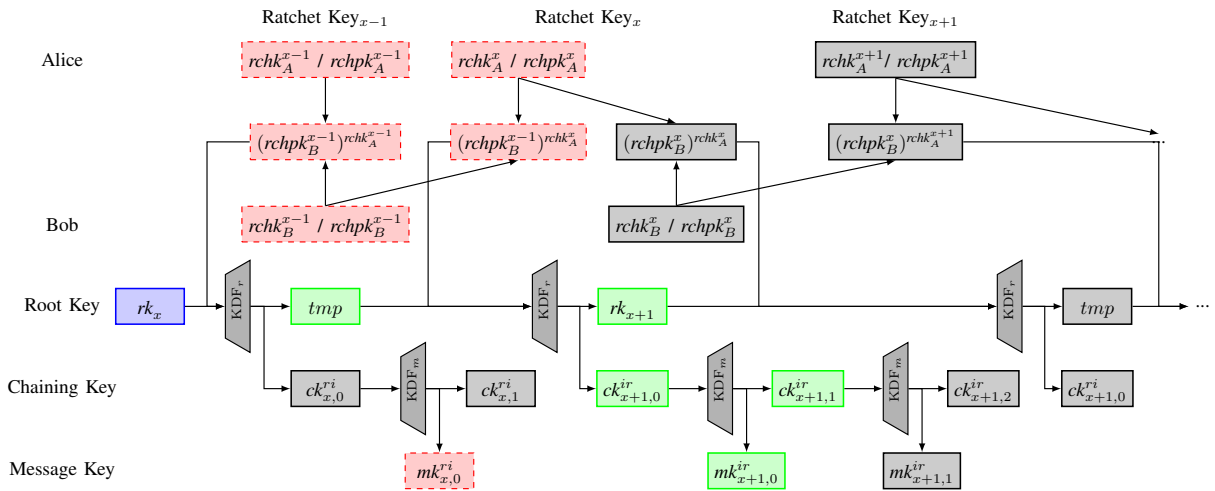 Ratchet Key_{x−1} Ratchet Key_x Ratchet Key_{x+1}
Alice rchk_A^{x−1} / rchpk_A^{x−1} rchk_A^x / rchpk_A^x rchk_A^{x+1} / rchpk_A^{x+1}
(rchpk_B^{x−1})^{rchk_A^{x−1}} (rchpk_B^{x−1})^{rchk_A^x} (rchpk_B^x)^{rchk_A^x} (rchpk_B^x)^{rchk_A^{x+1}} ...
Bob rchk_B^{x−1} / rchpk_B^{x−1} rchk_B^x / rchpk_B^x
Root Key rk_x KDF_r tmp KDF_r rk_{x+1} KDF_r tmp ...
Chaining Key ck_{x,0}^{ri} KDF_m ck_{x,1}^{ri} ck_{x+1,0}^{ir} KDF_m ck_{x+1,1}^{ir} KDF_m ck_{x+1,2}^{ir} ck_{x+1,0}^{ri}
Message Key mk_{x,0}^{ri} mk_{x+1,0}^{ir} mk_{x+1,1}^{ir}